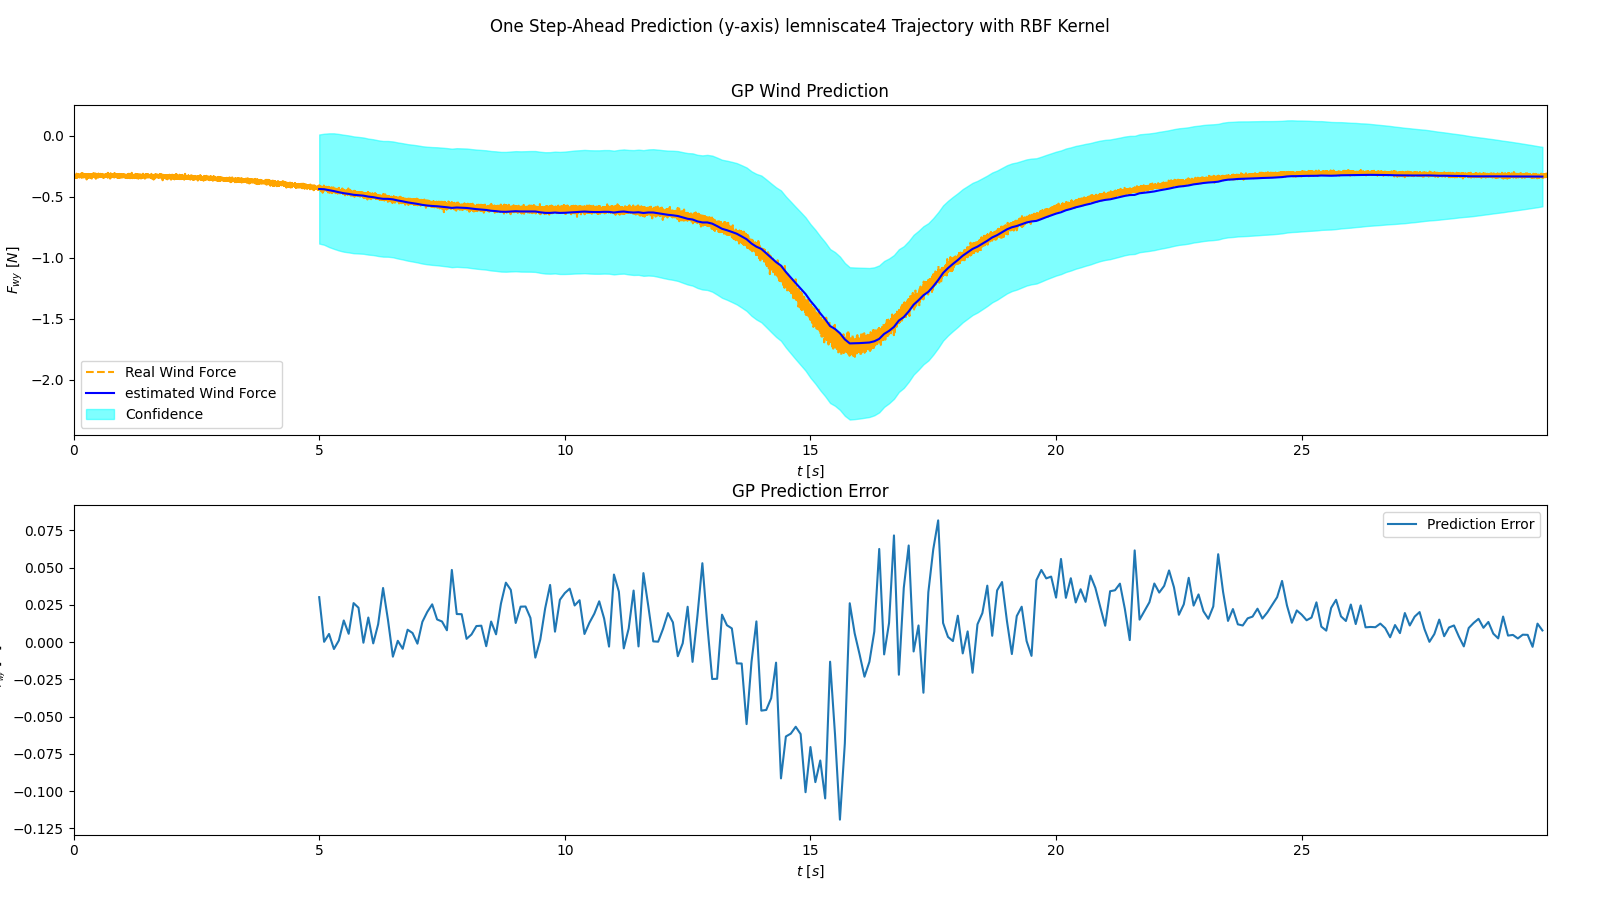 One Step-Ahead Prediction (y-axis) lemniscate4 Trajectory with RBF Kernel
GP Wind Prediction
0.0
−0.5
−1.0
−1.5
−2.0
F_wy [N]
Real Wind Force
estimated Wind Force
Confidence
0 5 10 15 20 25
t [s]
GP Prediction Error
0.075
0.050
0.025
0.000
−0.025
−0.050
−0.075
−0.100
−0.125
Prediction Error
0 5 10 15 20 25
t [s]